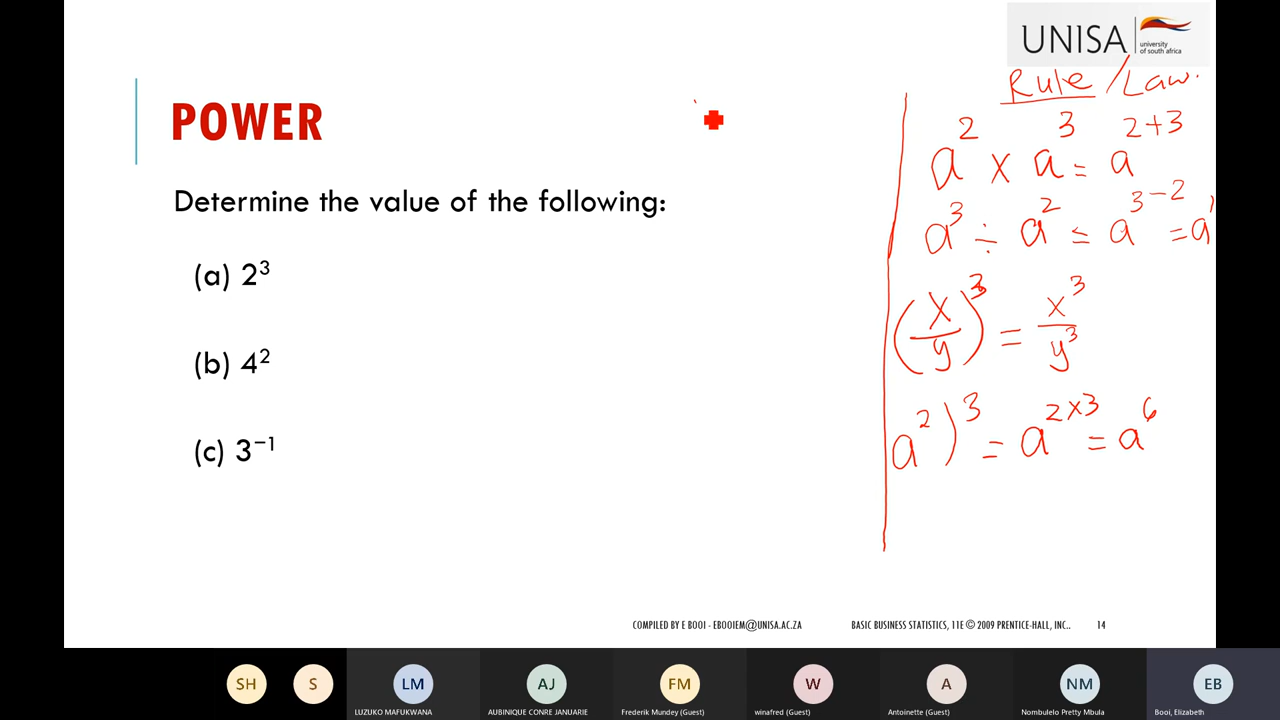 UNISA
university
of south africa
Rule/Law.
POWER
Determine the value of the following:
(a) 2³
(b) 4²
(c) 3⁻¹
a² × a³ = a²⁺³
a³ ÷ a² = a³⁻² = a¹
(x/y)³ = x³/y³
a²)³ = a²ˣ³ = a⁶
COMPILED BY E BOOI - EBOOIEM@UNISA.AC.ZA BASIC BUSINESS STATISTICS, 11E © 2009 PRENTICE-HALL, INC.. 14
SH S LM AJ FM W A NM EB
LUZUKO MAFUKWANA AUBINIQUE CONRE JANUARIE Frederik Mundey (Guest) winafred (Guest) Antoinette (Guest) Nombulelo Pretty Mbula Booi, Elizabeth